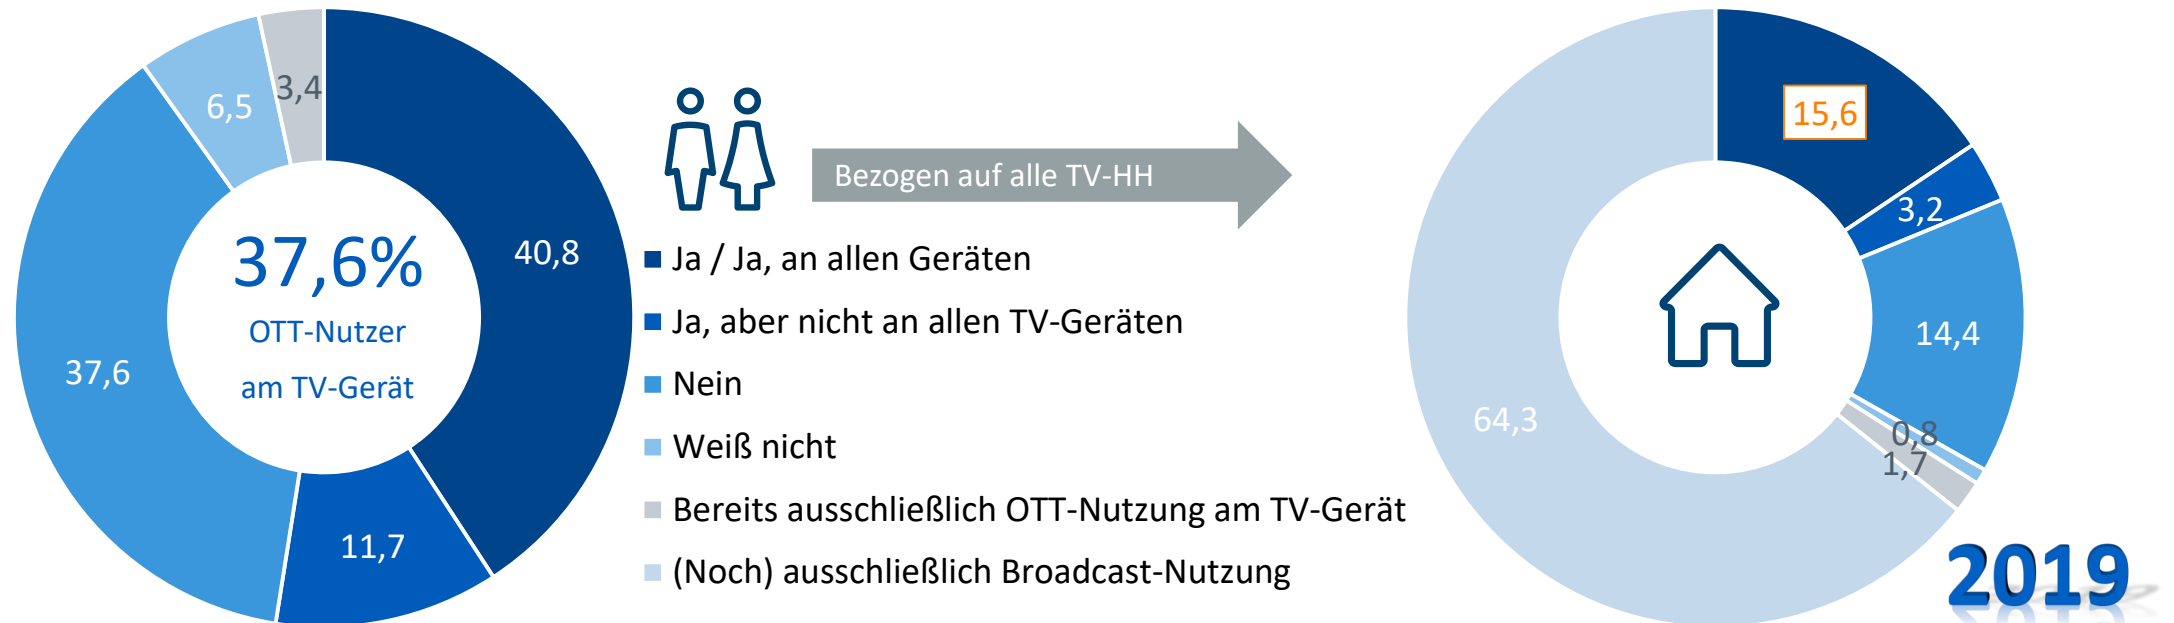 3,4
6,5
40,8
37,6
11,7
37,6%
OTT-Nutzer
am TV-Gerät
Bezogen auf alle TV-HH
Ja / Ja, an allen Geräten
Ja, aber nicht an allen TV-Geräten
Nein
Weiß nicht
Bereits ausschließlich OTT-Nutzung am TV-Gerät
(Noch) ausschließlich Broadcast-Nutzung
15,6
3,2
14,4
0,8
1,7
64,3
2019